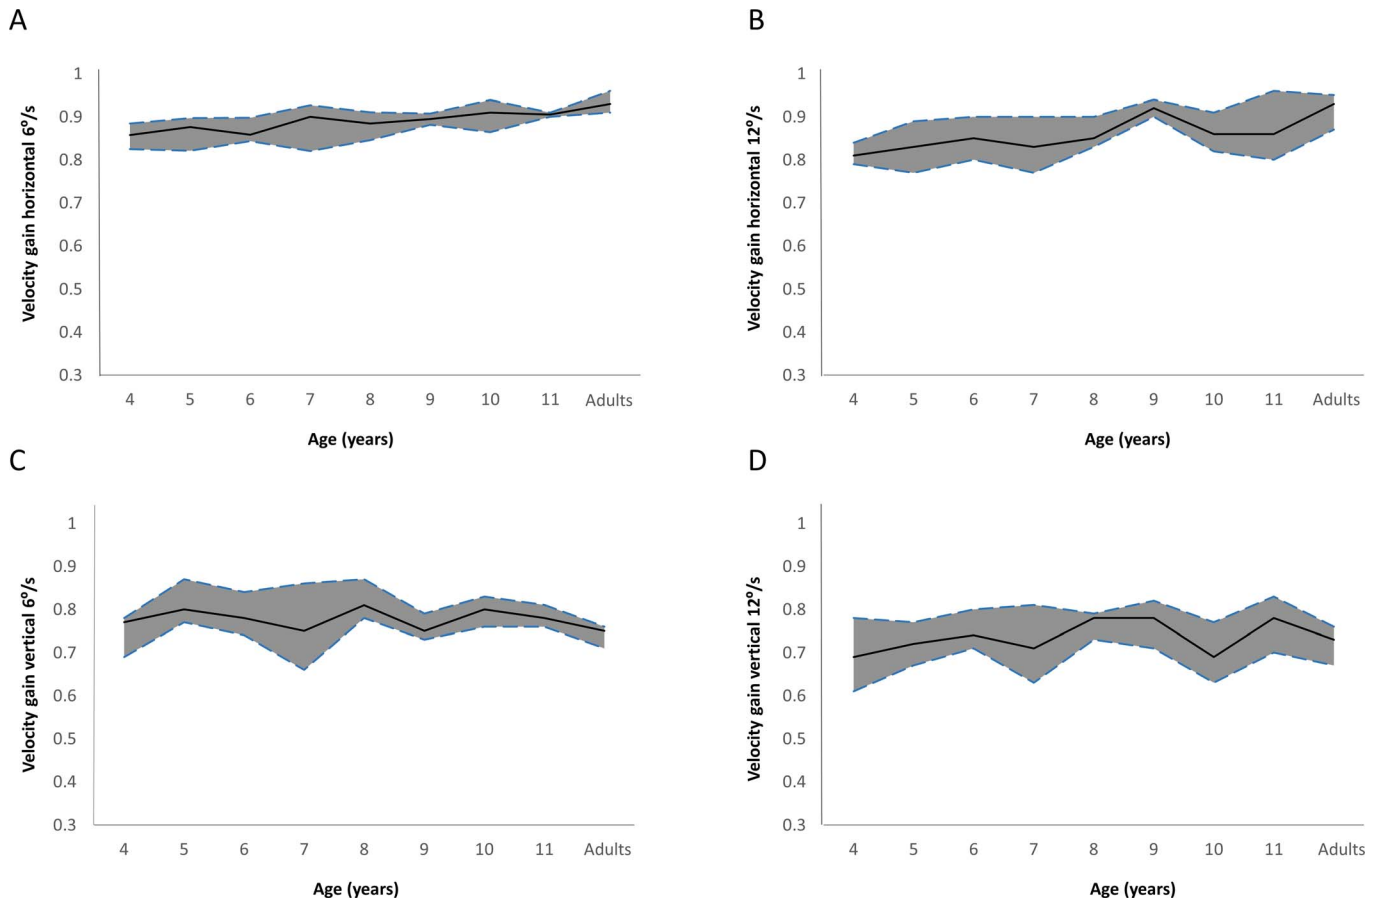 A
Velocity gain horizontal 6⁰/s
1
0.9
0.8
0.7
0.6
0.5
0.4
0.3
4 5 6 7 8 9 10 11 Adults
Age (years)
B
Velocity gain horizontal 12⁰/s
1
0.9
0.8
0.7
0.6
0.5
0.4
0.3
4 5 6 7 8 9 10 11 Adults
Age (years)
C
Velocity gain vertical 6⁰/s
1
0.9
0.8
0.7
0.6
0.5
0.4
0.3
4 5 6 7 8 9 10 11 Adults
Age (years)
D
Velocity gain vertical 12⁰/s
1
0.9
0.8
0.7
0.6
0.5
0.4
0.3
4 5 6 7 8 9 10 11 Adults
Age (years)